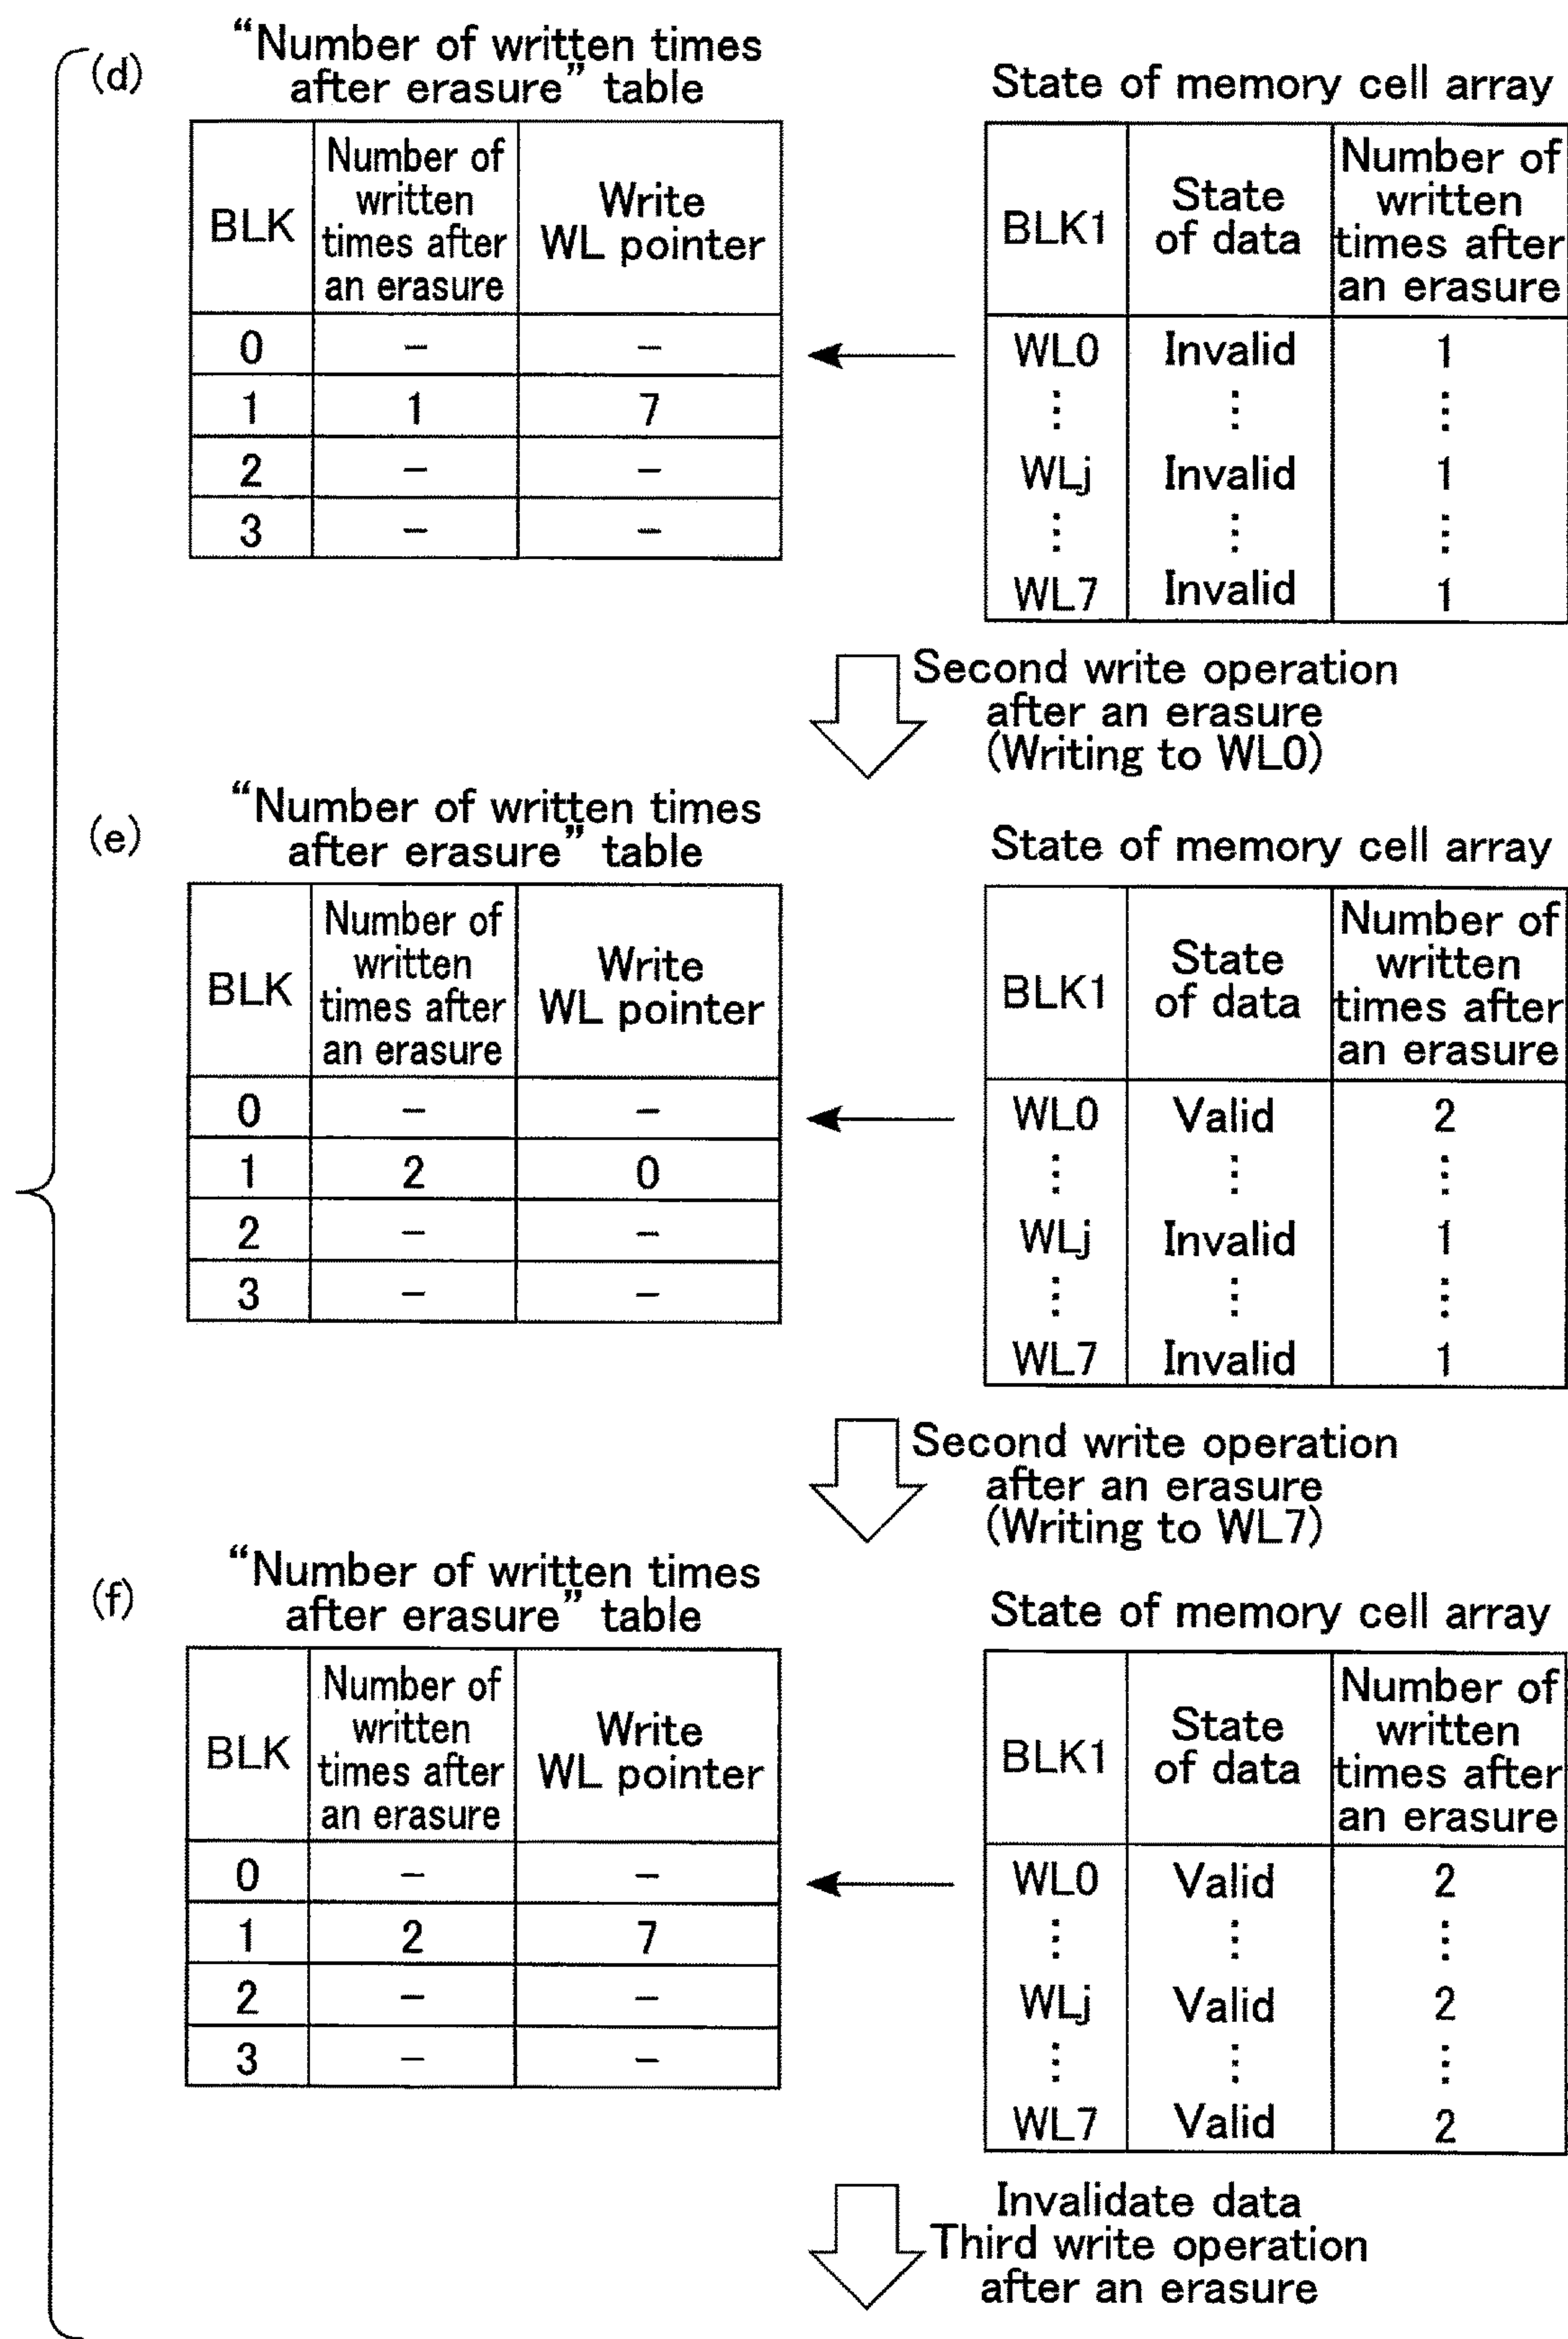 (d)
“Number of written times
after erasure” table
State of memory cell array
BLK
Number of
written
times after
an erasure
Write
WL pointer
0 – –
1 1 7
2 – –
3 – –
BLK1
State
of data
Number of
written
times after
an erasure
WL0 Invalid 1
⋮ ⋮ ⋮
WLj Invalid 1
⋮ ⋮ ⋮
WL7 Invalid 1
Second write operation
after an erasure
(Writing to WL0)
(e)
“Number of written times
after erasure” table
State of memory cell array
BLK
Number of
written
times after
an erasure
Write
WL pointer
0 – –
1 2 0
2 – –
3 – –
BLK1
State
of data
Number of
written
times after
an erasure
WL0 Valid 2
⋮ ⋮ ⋮
WLj Invalid 1
⋮ ⋮ ⋮
WL7 Invalid 1
Second write operation
after an erasure
(Writing to WL7)
(f)
“Number of written times
after erasure” table
State of memory cell array
BLK
Number of
written
times after
an erasure
Write
WL pointer
0 – –
1 2 7
2 – –
3 – –
BLK1
State
of data
Number of
written
times after
an erasure
WL0 Valid 2
⋮ ⋮ ⋮
WLj Valid 2
⋮ ⋮ ⋮
WL7 Valid 2
Invalidate data
Third write operation
after an erasure